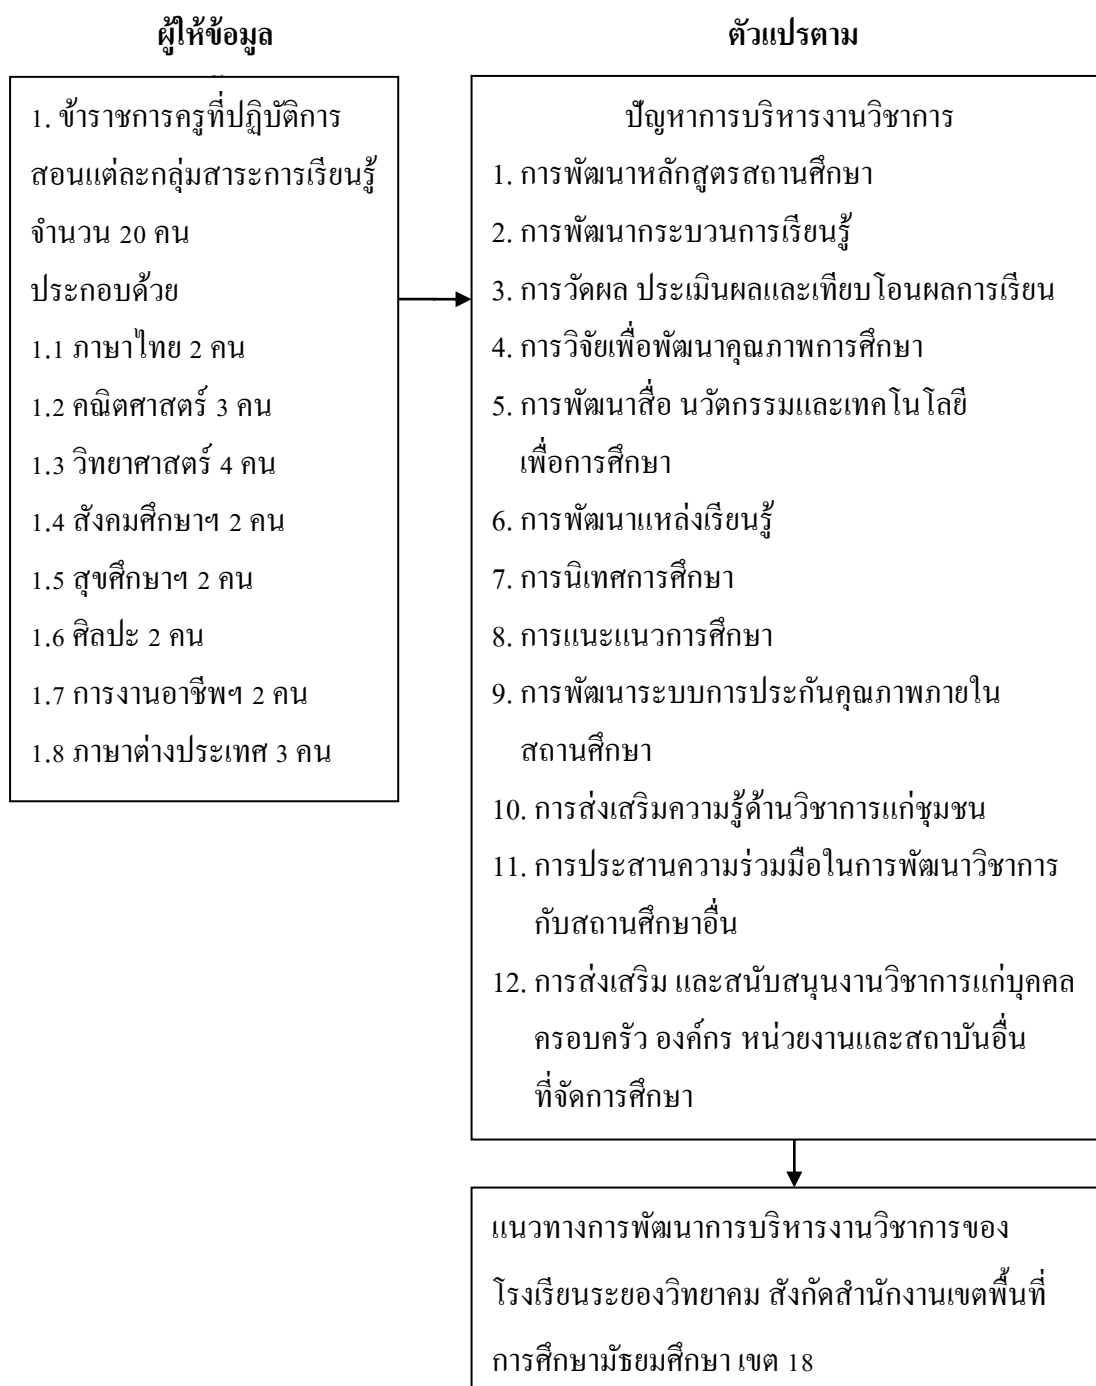 ผู้ให้ข้อมูล
1. ข้าราชการครูที่ปฏิบัติการ
สอนแต่ละกลุ่มสาระการเรียนรู้
จำนวน 20 คน
ประกอบด้วย
1.1 ภาษาไทย 2 คน
1.2 คณิตศาสตร์ 3 คน
1.3 วิทยาศาสตร์ 4 คน
1.4 สังคมศึกษาฯ 2 คน
1.5 สุขศึกษาฯ 2 คน
1.6 ศิลปะ 2 คน
1.7 การงานอาชีพฯ 2 คน
1.8 ภาษาต่างประเทศ 3 คน
ตัวแปรตาม
ปัญหาการบริหารงานวิชาการ
1. การพัฒนาหลักสูตรสถานศึกษา
2. การพัฒนากระบวนการเรียนรู้
3. การวัดผล ประเมินผลและเทียบโอนผลการเรียน
4. การวิจัยเพื่อพัฒนาคุณภาพการศึกษา
5. การพัฒนาสื่อ นวัตกรรมและเทคโนโลยี
เพื่อการศึกษา
6. การพัฒนาแหล่งเรียนรู้
7. การนิเทศการศึกษา
8. การแนะแนวการศึกษา
9. การพัฒนาระบบการประกันคุณภาพภายใน
สถานศึกษา
10. การส่งเสริมความรู้ด้านวิชาการแก่ชุมชน
11. การประสานความร่วมมือในการพัฒนาวิชาการ
กับสถานศึกษาอื่น
12. การส่งเสริม และสนับสนุนงานวิชาการแก่บุคคล
ครอบครัว องค์กร หน่วยงานและสถาบันอื่น
ที่จัดการศึกษา
แนวทางการพัฒนาการบริหารงานวิชาการของ
โรงเรียนระยองวิทยาคม สังกัดสำนักงานเขตพื้นที่
การศึกษามัธยมศึกษา เขต 18